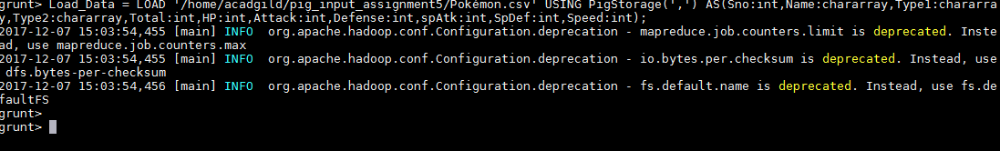 grunt> Load_Data = LOAD '/home/acadgild/pig_input_assignment5/Pokémon.csv' USING PigStorage(',') AS(Sno:int,Name:chararray,Type1:chararra
y,Type2:chararray,Total:int,HP:int,Attack:int,Defense:int,spAtk:int,SpDef:int,Speed:int);
2017-12-07 15:03:54,455 [main] INFO  org.apache.hadoop.conf.Configuration.deprecation - mapreduce.job.counters.limit is deprecated. Inste
ad, use mapreduce.job.counters.max
2017-12-07 15:03:54,456 [main] INFO  org.apache.hadoop.conf.Configuration.deprecation - io.bytes.per.checksum is deprecated. Instead, use
 dfs.bytes-per-checksum
2017-12-07 15:03:54,456 [main] INFO  org.apache.hadoop.conf.Configuration.deprecation - fs.default.name is deprecated. Instead, use fs.de
faultFS
grunt>
grunt>